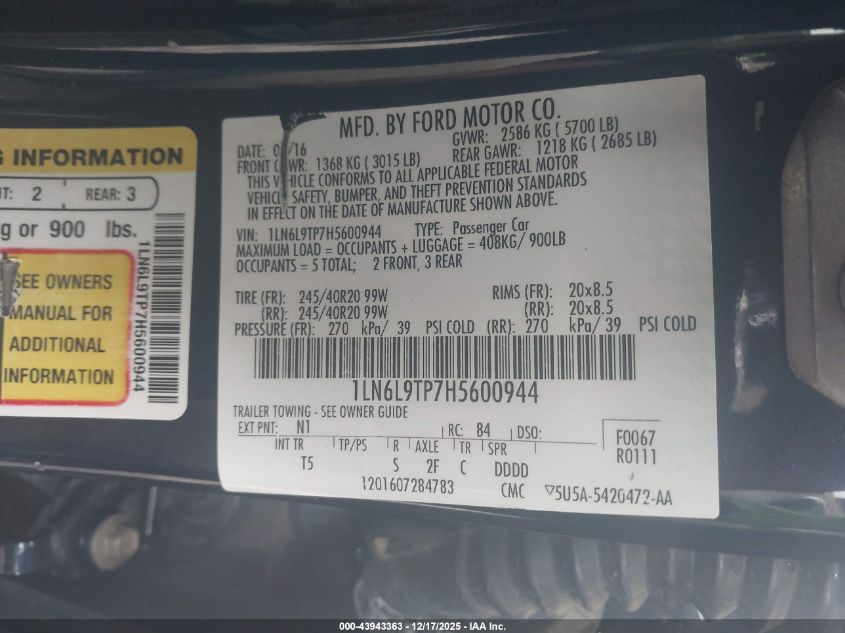 G INFORMATION
NT: 2 REAR: 3
g or 900 lbs.
SEE OWNERS
MANUAL FOR
ADDITIONAL
INFORMATION
1LN6L9TP7H5600944
MFD. BY FORD MOTOR CO.
DATE: 0 /16 GVWR: 2586 KG ( 5700 LB)
FRONT G WR: 1368 KG ( 3015 LB) REAR GAWR: 1218 KG ( 2685 LB)
THIS VEHICLE CONFORMS TO ALL APPLICABLE FEDERAL MOTOR
VEHICLE SAFETY, BUMPER, AND THEFT PREVENTION STANDARDS
IN EFFECT ON THE DATE OF MANUFACTURE SHOWN ABOVE.
VIN: 1LN6L9TP7H5600944 TYPE: Passenger Car
MAXIMUM LOAD = OCCUPANTS + LUGGAGE = 408KG/ 900LB
OCCUPANTS = 5 TOTAL; 2 FRONT, 3 REAR
TIRE (FR): 245/40R20 99W RIMS (FR): 20x8.5
(RR): 245/40R20 99W (RR): 20x8.5
PRESSURE (FR): 270 kPa/ 39 PSI COLD (RR): 270 kPa/ 39 PSI COLD
1LN6L9TP7H5600944
TRAILER TOWING - SEE OWNER GUIDE
EXT PNT: N1 RC: 84 DSO: F0067
INT TR TP/PS R AXLE TR SPR R0111
T5 S 2F C DDDD
1201607284783 CMC ▽5U5A-5420472-AA
000-43943363 | 12/17/2025 - IAA Inc.